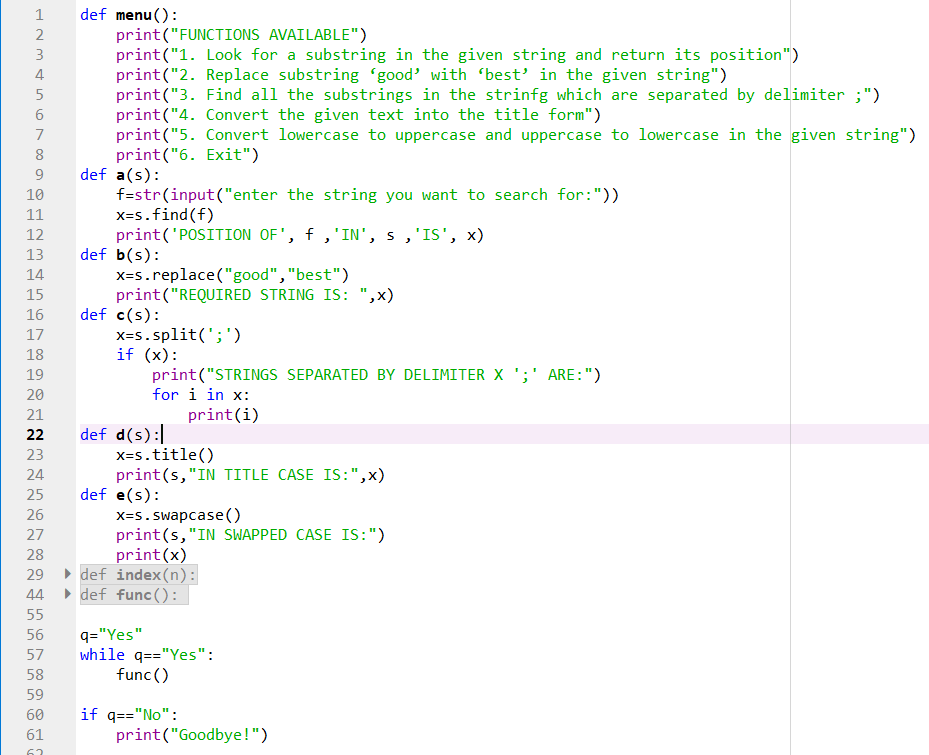 1 def menu():
2     print("FUNCTIONS AVAILABLE")
3     print("1. Look for a substring in the given string and return its position")
4     print("2. Replace substring ‘good’ with ‘best’ in the given string")
5     print("3. Find all the substrings in the strinfg which are separated by delimiter ;")
6     print("4. Convert the given text into the title form")
7     print("5. Convert lowercase to uppercase and uppercase to lowercase in the given string")
8     print("6. Exit")
9 def a(s):
10     f=str(input("enter the string you want to search for:"))
11     x=s.find(f)
12     print('POSITION OF', f ,'IN', s ,'IS', x)
13 def b(s):
14     x=s.replace("good","best")
15     print("REQUIRED STRING IS: ",x)
16 def c(s):
17     x=s.split(';')
18     if (x):
19         print("STRINGS SEPARATED BY DELIMITER X ';' ARE:")
20         for i in x:
21             print(i)
22 def d(s):
23     x=s.title()
24     print(s,"IN TITLE CASE IS:",x)
25 def e(s):
26     x=s.swapcase()
27     print(s,"IN SWAPPED CASE IS:")
28     print(x)
29 def index(n):
44 def func():
55
56 q="Yes"
57 while q=="Yes":
58     func()
59
60 if q=="No":
61     print("Goodbye!")
62